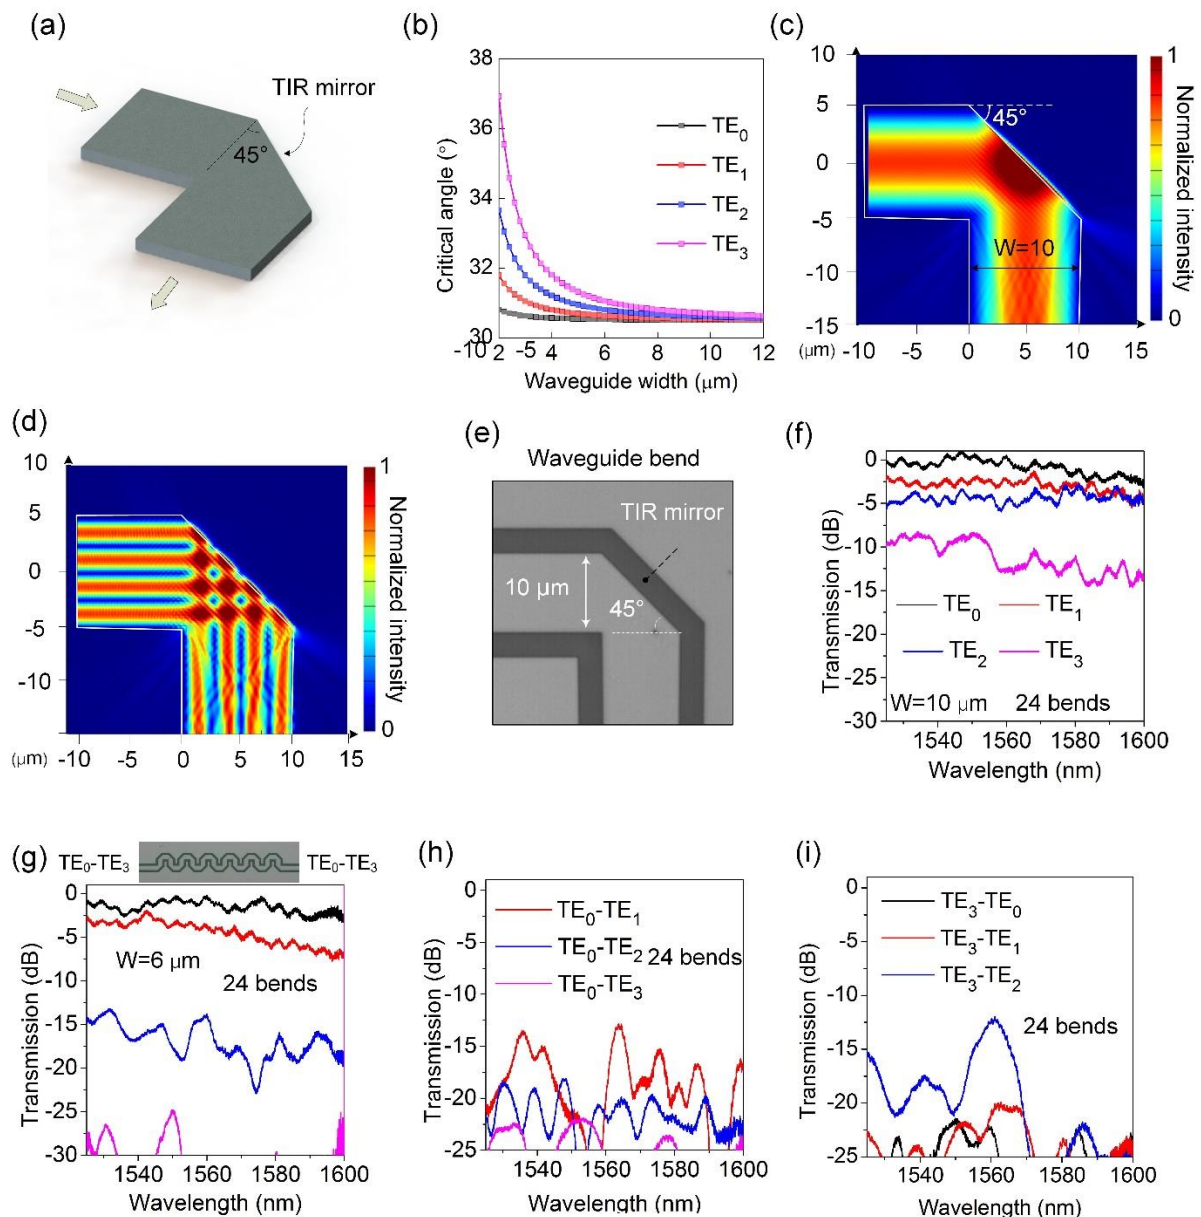 (a)
TIR mirror
45°
(b)
Critical angle (°)
38
36
34
32
30
TE0
TE1
TE2
TE3
-10 2 -5 4 6 8 10 12
Waveguide width (μm)
(c)
10
5
0
-5
-10
-15
45°
W=10
(μm) -10 -5 0 5 10 15
1
Normalized intensity
0
(d)
10
5
0
-5
-10
(μm) -10 -5 0 5 10 15
1
Normalized intensity
0
(e)
Waveguide bend
TIR mirror
10 μm
45°
(f)
Transmission (dB)
0
-5
-10
-15
-20
-25
-30
TE0 TE1
TE2 TE3
W=10 μm 24 bends
1540 1560 1580 1600
Wavelength (nm)
(g)
TE0-TE3 TE0-TE3
Transmission (dB)
0
-5
-10
-15
-20
-25
-30
W=6 μm
24 bends
1540 1560 1580 1600
Wavelength (nm)
(h)
Transmission (dB)
0
-5
-10
-15
-20
-25
TE0-TE1
TE0-TE2
TE0-TE3
24 bends
1540 1560 1580 1600
Wavelength (nm)
(i)
Transmission (dB)
0
-5
-10
-15
-20
-25
TE3-TE0
TE3-TE1
TE3-TE2
24 bends
1540 1560 1580 1600
Wavelength (nm)